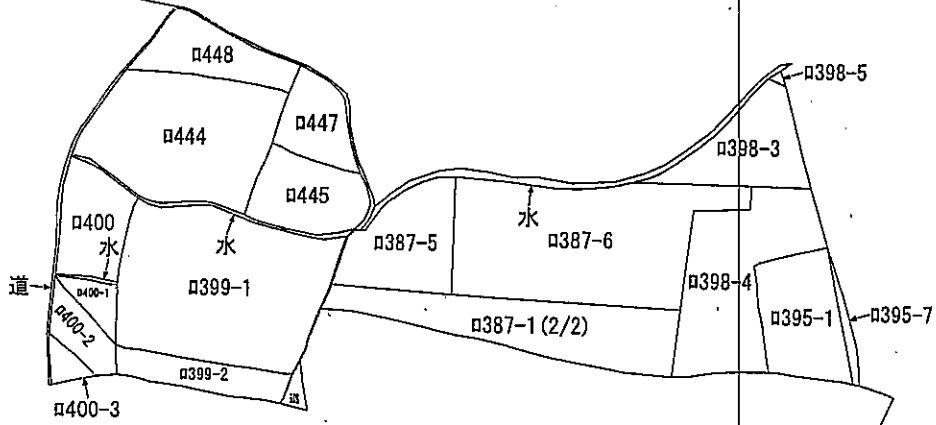 ロ448
ロ398-5
ロ447
ロ444
ロ398-3
ロ445
水
ロ400
水
水
ロ387-5
ロ387-6
道
ロ400-1
ロ399-1
ロ398-4
ロ400-2
ロ387-1(2/2)
ロ395-1
ロ395-7
ロ399-2
道
ロ400-3